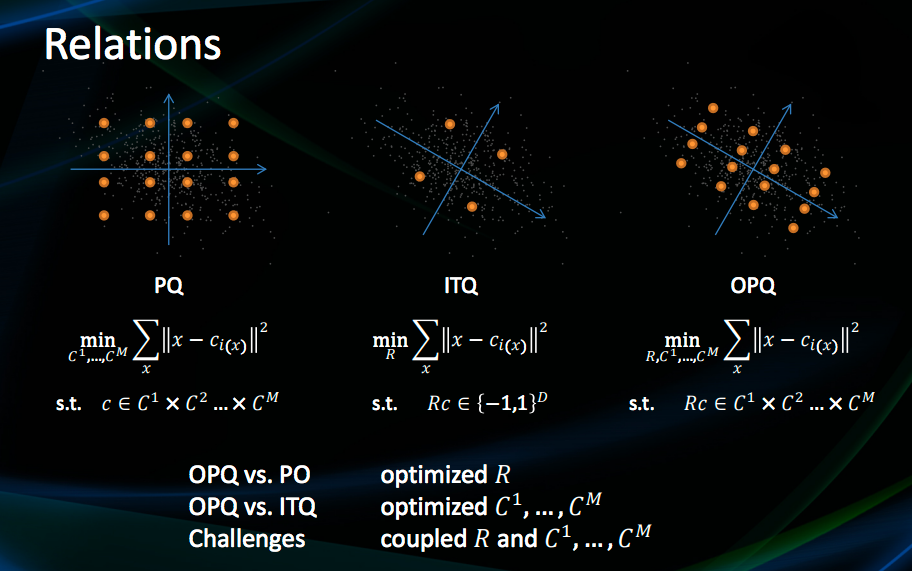 Relations
PQ
ITQ
OPQ
min_{C^1,…,C^M} ∑_x ‖x − c_{i(x)}‖^2
min_R ∑_x ‖x − c_{i(x)}‖^2
min_{R,C^1,…,C^M} ∑_x ‖x − c_{i(x)}‖^2
s.t. c ∈ C^1 × C^2 … × C^M
s.t. Rc ∈ {−1,1}^D
s.t. Rc ∈ C^1 × C^2 … × C^M
OPQ vs. PO optimized R
OPQ vs. ITQ optimized C^1, …, C^M
Challenges coupled R and C^1, …, C^M